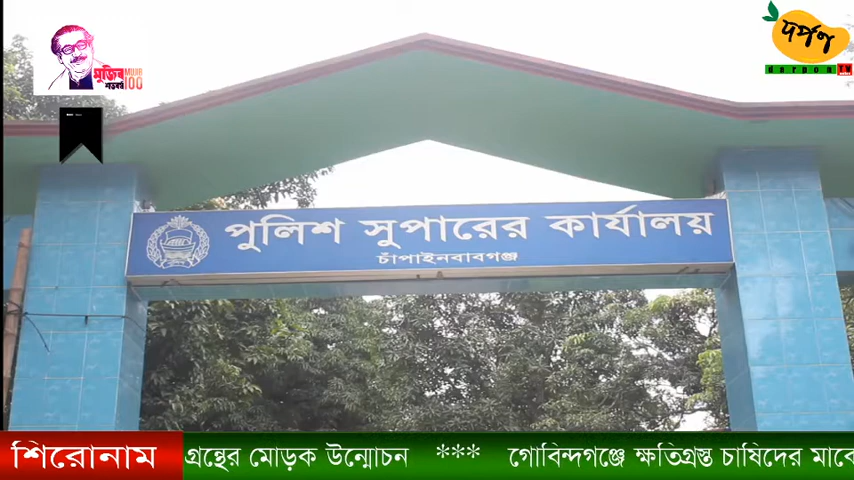 মুজিব MUJIB
শতবর্ষ 100
দর্পণ
darpon TV
পুলিশ সুপারের কার্যালয়
চাঁপাইনবাবগঞ্জ
শিরোনাম গ্রন্থের মোড়ক উন্মোচন *** গোবিন্দগঞ্জে ক্ষতিগ্রস্ত চাষিদের মাঝে